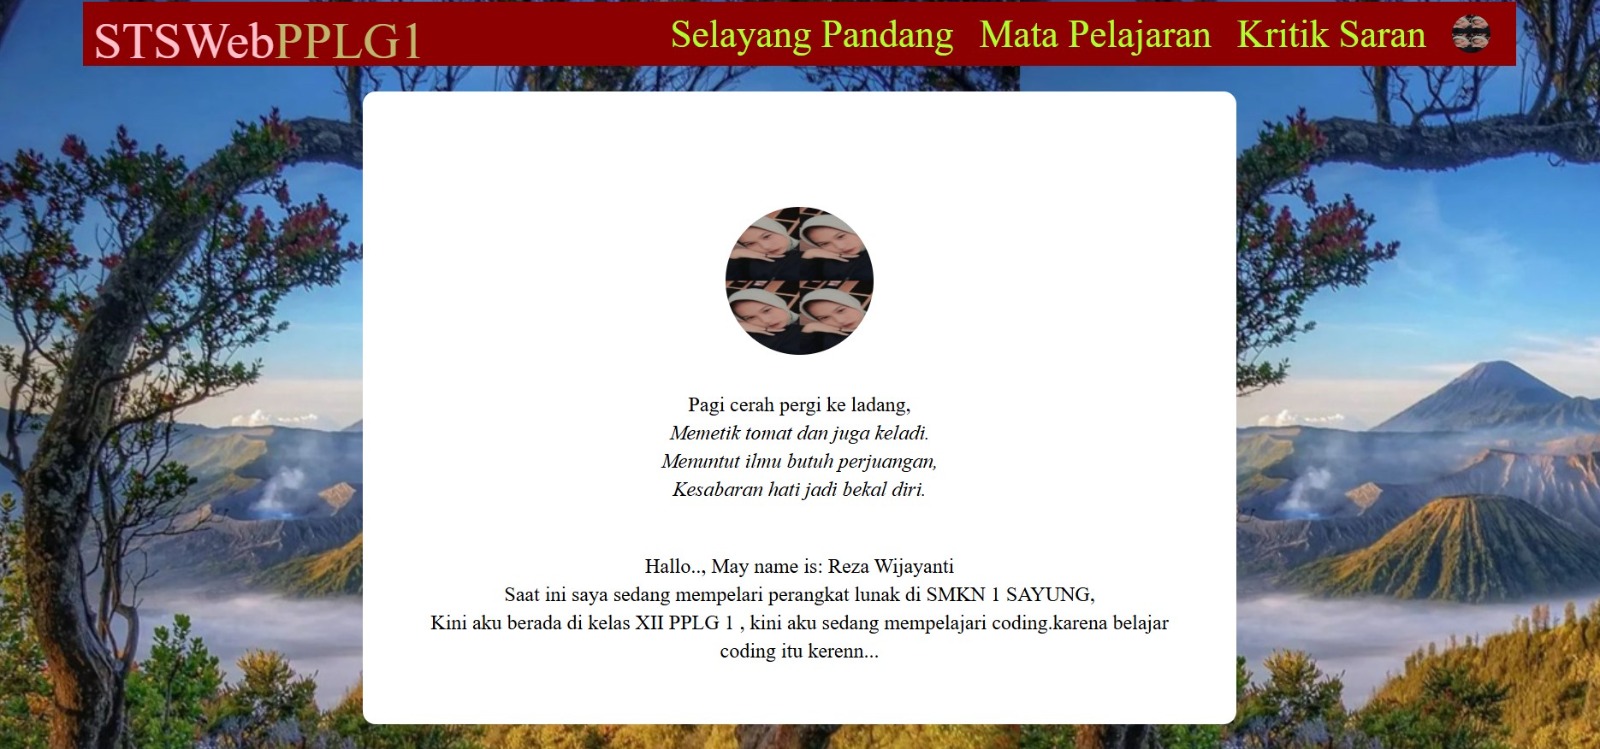 STSWebPPLG1 Selayang Pandang Mata Pelajaran Kritik Saran
Pagi cerah pergi ke ladang,
Memetik tomat dan juga keladi.
Menuntut ilmu butuh perjuangan,
Kesabaran hati jadi bekal diri.
Hallo.., May name is: Reza Wijayanti
Saat ini saya sedang mempelari perangkat lunak di SMKN 1 SAYUNG,
Kini aku berada di kelas XII PPLG 1 , kini aku sedang mempelajari coding.karena belajar
coding itu kerenn...